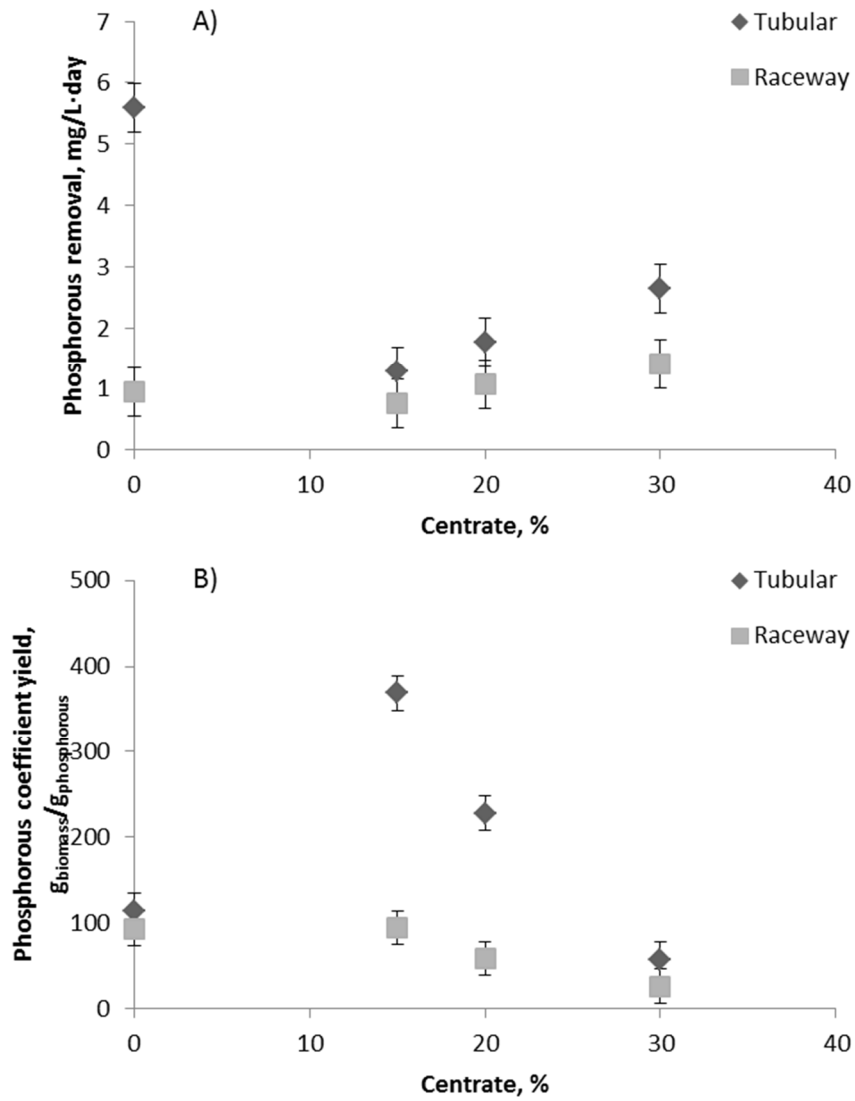 A)
Tubular
Raceway
Phosphorous removal, mg/L·day
7
6
5
4
3
2
1
0
0 10 20 30 40
Centrate, %
B)
Tubular
Raceway
Phosphorous coefficient yield,
gbiomass/gphosphorous
500
400
300
200
100
0
0 10 20 30 40
Centrate, %